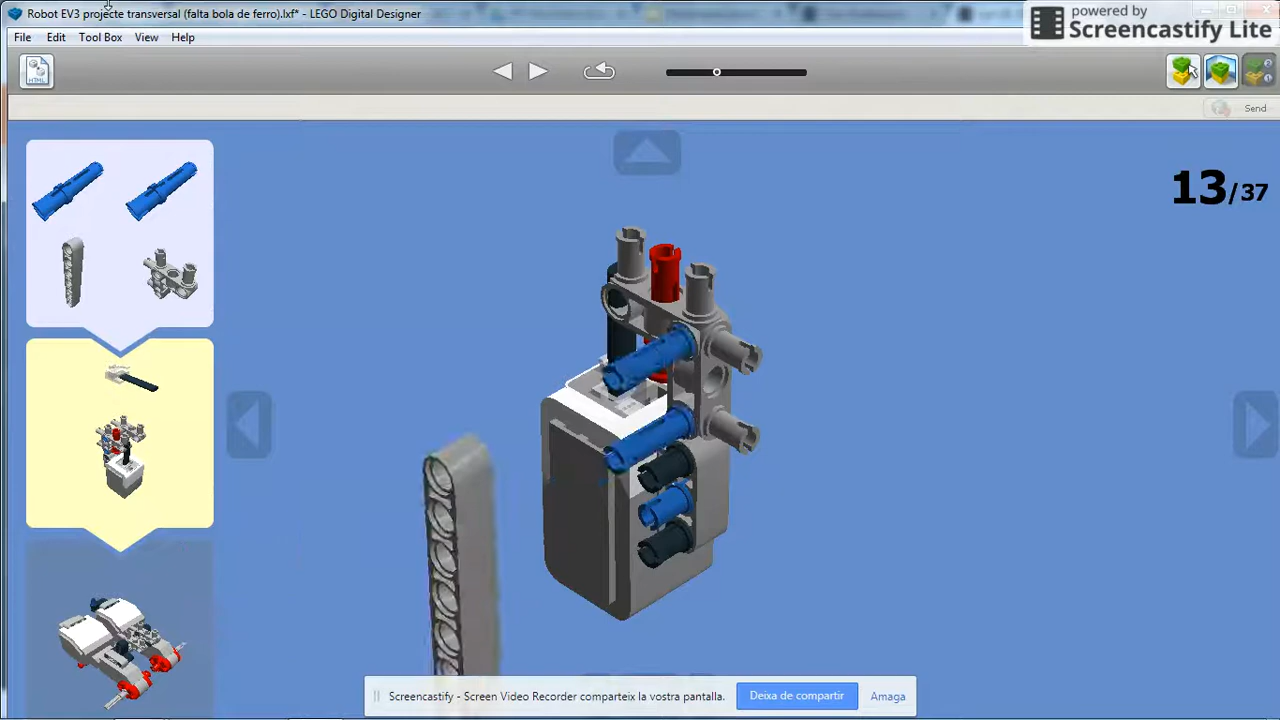 Robot EV3 projecte transversal (falta bola de ferro).lxf* - LEGO Digital Designer
powered by
Screencastify Lite
File Edit Tool Box View Help
HTML
Send
13/37
Screencastify - Screen Video Recorder comparteix la vostra pantalla.
Deixa de compartir
Amaga